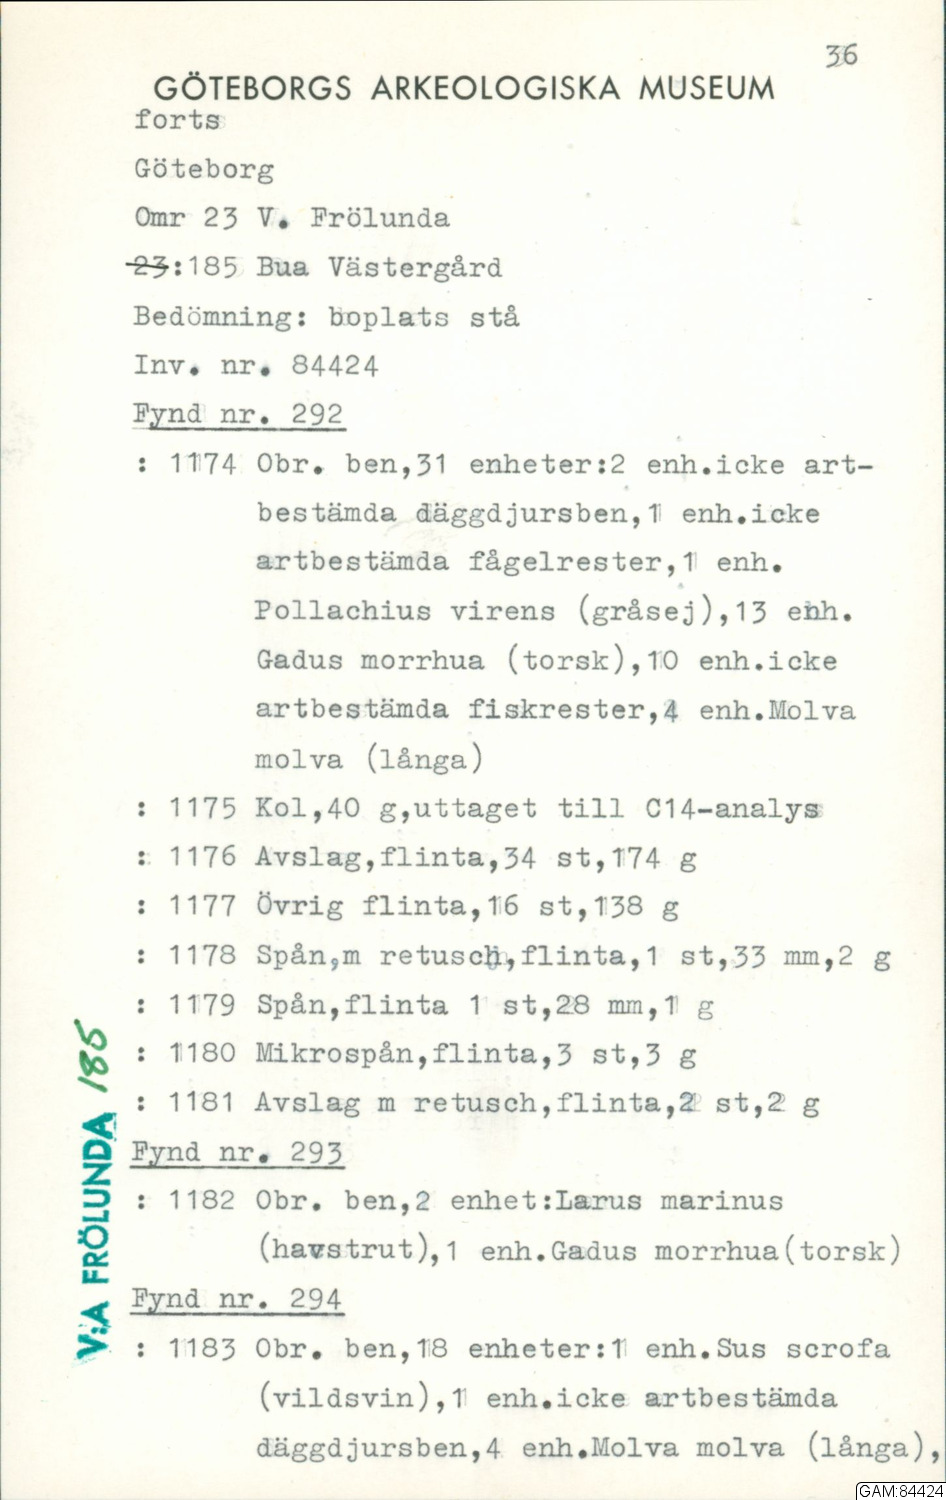 36
GÖTEBORGS ARKEOLOGISKA MUSEUM
forts
Göteborg
Omr 23 V. Frölunda
23:185 Bua Västergård
Bedömning: boplats stå
Inv. nr. 84424
Fynd nr. 292
: 1174 Obr. ben,31 enheter:2 enh.icke art-
bestämda däggdjursben,1 enh.icke
artbestämda fågelrester,1 enh.
Pollachius virens (gråsej),13 enh.
Gadus morrhua (torsk),10 enh.icke
artbestämda fiskrester,4 enh.Molva
molva (långa)
: 1175 Kol,40 g,uttaget till C14-analys
: 1176 Avslag,flinta,34 st,174 g
: 1177 Övrig flinta,16 st,138 g
: 1178 Spån,m retusch,flinta,1 st,33 mm,2 g
: 1179 Spån,flinta 1 st,28 mm,1 g
: 1180 Mikrospån,flinta,3 st,3 g
: 1181 Avslag m retusch,flinta,2 st,2 g
Fynd nr. 293
: 1182 Obr. ben,2 enhet:Larus marinus
(havstrut),1 enh.Gadus morrhua(torsk)
Fynd nr. 294
: 1183 Obr. ben,18 enheter:1 enh.Sus scrofa
(vildsvin),1 enh.icke artbestämda
däggdjursben,4 enh.Molva molva (långa),
V:A FRÖLUNDA 185
GAM:84424